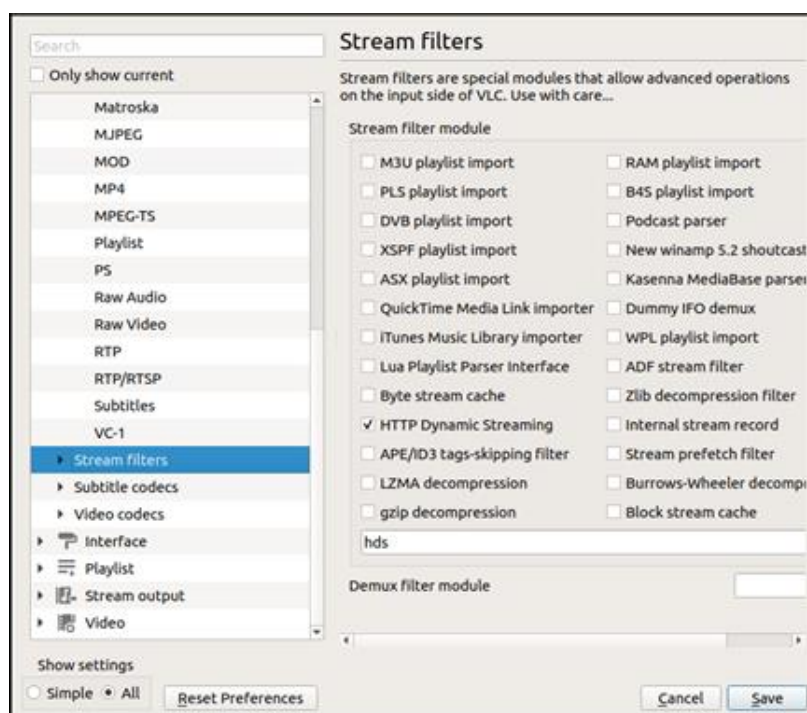 Search
Only show current
Matroska
MJPEG
MOD
MP4
MPEG-TS
Playlist
PS
Raw Audio
Raw Video
RTP
RTP/RTSP
Subtitles
VC-1
Stream filters
Subtitle codecs
Video codecs
Interface
Playlist
Stream output
Video
Show settings
Simple
All
Reset Preferences
Stream filters
Stream filters are special modules that allow advanced operations
on the input side of VLC. Use with care...
Stream filter module
M3U playlist import
RAM playlist import
PLS playlist import
B4S playlist import
DVB playlist import
Podcast parser
XSPF playlist import
New winamp 5.2 shoutcast
ASX playlist import
Kasenna MediaBase parser
QuickTime Media Link importer
Dummy IFO demux
iTunes Music Library importer
WPL playlist import
Lua Playlist Parser Interface
ADF stream filter
Byte stream cache
Zlib decompression filter
HTTP Dynamic Streaming
Internal stream record
APE/ID3 tags-skipping filter
Stream prefetch filter
LZMA decompression
Burrows-Wheeler decompr
gzip decompression
Block stream cache
hds
Demux filter module
Cancel
Save